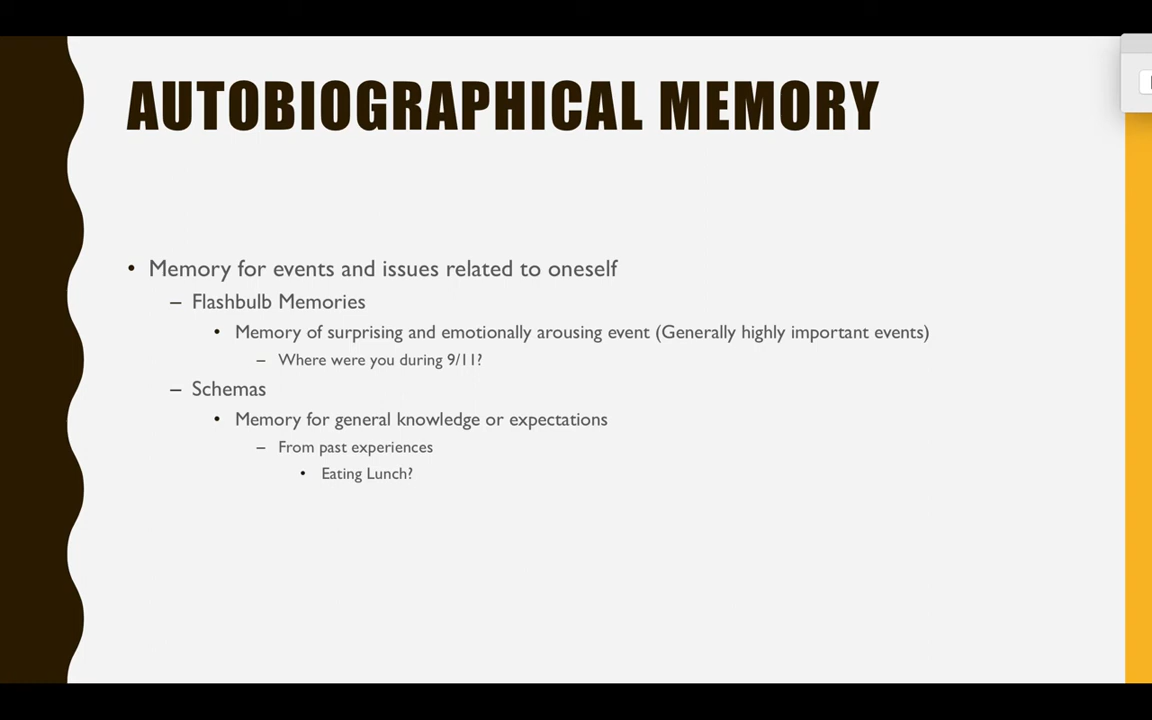 AUTOBIOGRAPHICAL MEMORY
• Memory for events and issues related to oneself
– Flashbulb Memories
• Memory of surprising and emotionally arousing event (Generally highly important events)
– Where were you during 9/11?
– Schemas
• Memory for general knowledge or expectations
– From past experiences
• Eating Lunch?